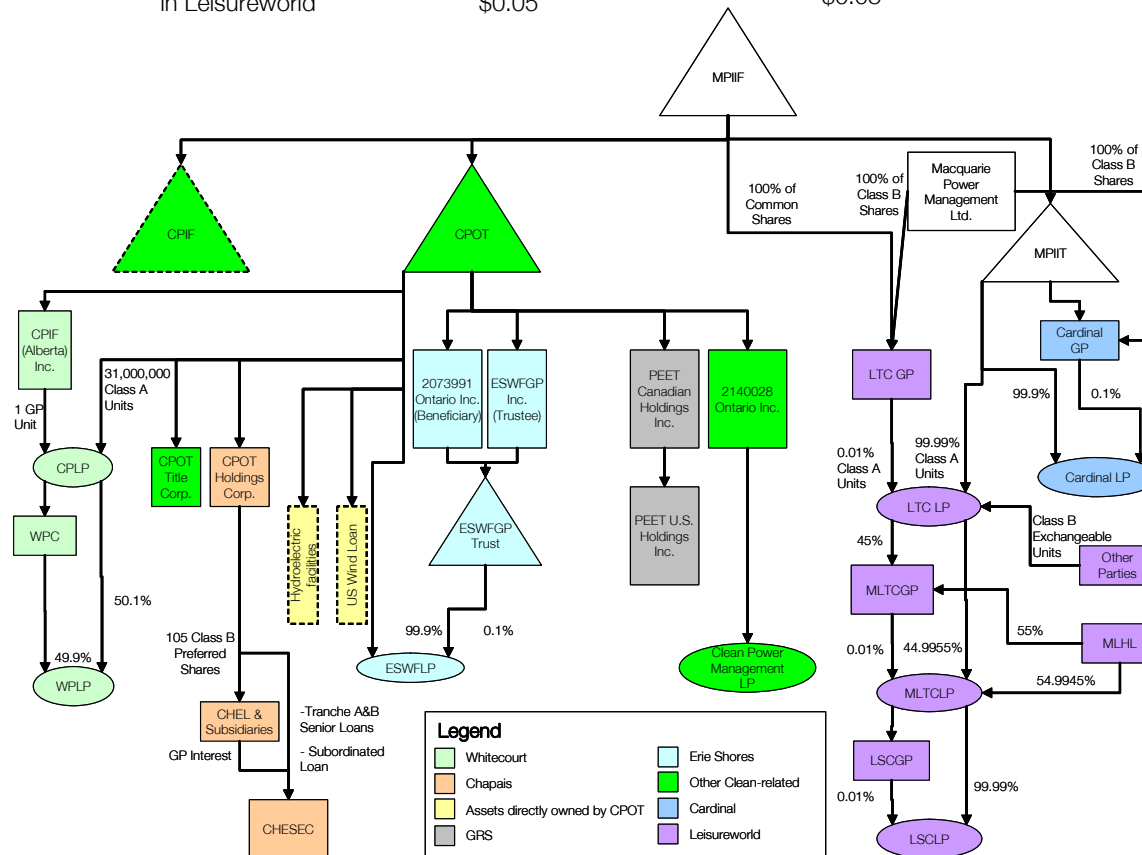 in Leisureworld
$0.05
MPIIF
100% of
Class B
Shares
Macquarie
Power
Management
Ltd.
100% of
Class B
Shares
100% of
Common
Shares
CPIF
CPOT
MPIIT
CPIF
(Alberta)
Inc.
Cardinal
GP
31,000,000
Class A
Units
2073991
Ontario Inc.
(Beneficiary)
ESWFGP
Inc.
(Trustee)
PEET
Canadian
Holdings
Inc.
2140028
Ontario Inc.
LTC GP
99.9%
0.1%
1 GP
Unit
CPLP
CPOT
Title
Corp.
CPOT
Holdings
Corp.
0.01%
Class A
Units
99.99%
Class A
Units
Cardinal LP
WPC
Hydroelectric
facilities
US Wind Loan
ESWFGP
Trust
PEET U.S.
Holdings
Inc.
LTC LP
Class B
Exchangeable
Units
Other
Parties
45%
MLTCGP
50.1%
105 Class B
Preferred
Shares
99.9%
0.1%
55%
MLHL
49.9%
WPLP
ESWFLP
Clean Power
Management
LP
0.01%
44.9955%
54.9945%
MLTCLP
CHEL &
Subsidiaries
-Tranche A&B
Senior Loans
- Subordinated
Loan
GP Interest
LSCGP
0.01%
99.99%
CHESEC
LSCLP
Legend
Whitecourt
Chapais
Assets directly owned by CPOT
GRS
Erie Shores
Other Clean-related
Cardinal
Leisureworld